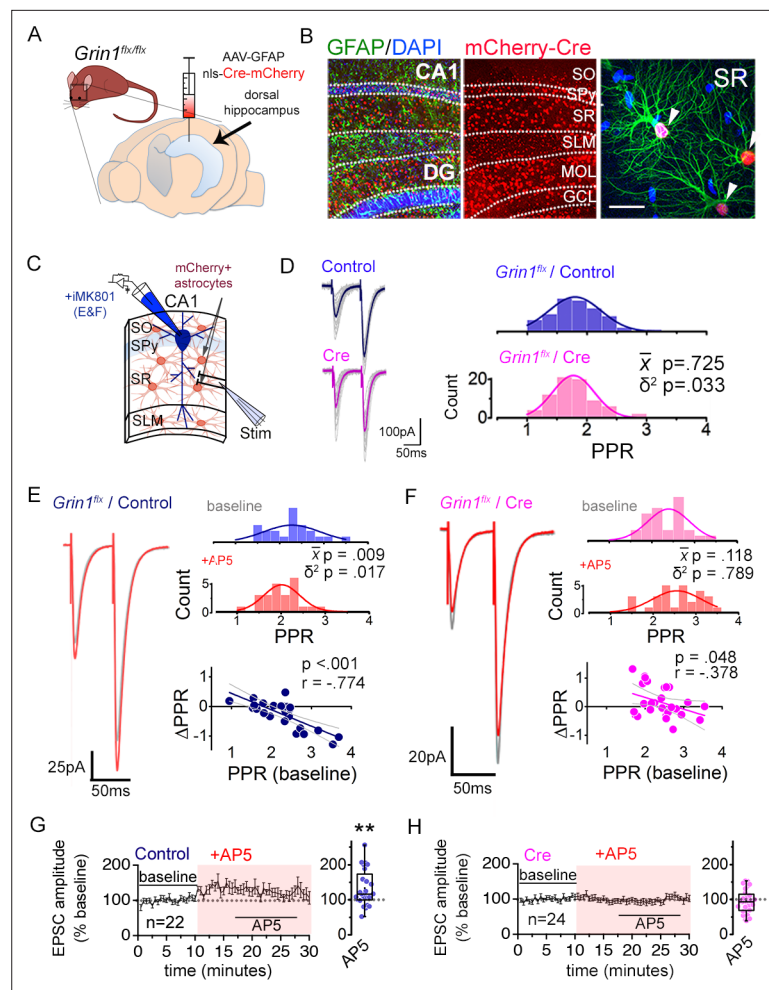 A
Grin1flx/flx
AAV-GFAP
nls-Cre-mCherry
dorsal
hippocampus
B
GFAP/DAPI
mCherry-Cre
CA1
DG
SO
SPy
SR
SLM
MOL
GCL
SR
C
+iMK801
(E&F)
mCherry+
astrocytes
CA1
SO
SPy
SR
SLM
Stim
D
Control
Cre
100pA
50ms
Grin1flx / Control
Grin1flx / Cre
x̅ p=.725
δ² p=.033
20
0
Count
1 2 3 4
PPR
E
Grin1flx / Control
baseline
x̅ p = .009
δ² p = .017
+AP5
5
0
Count
1 2 3 4
PPR
p <.001
r = -.774
1
0
-1
ΔPPR
1 2 3 4
PPR (baseline)
25pA
50ms
F
Grin1flx / Cre
baseline
x̅ p = .118
δ² p = .789
+AP5
5
0
Count
1 2 3 4
PPR
p = .048
r = -.378
1
0
-1
ΔPPR
1 2 3 4
PPR (baseline)
20pA
50ms
G
Control
+AP5
baseline
EPSC amplitude
(% baseline)
200
100
0
n=22
AP5
0 5 10 15 20 25 30
time (minutes)
**
200
100
0
AP5
H
Cre
+AP5
baseline
EPSC amplitude
(% baseline)
200
100
0
n=24
AP5
0 5 10 15 20 25 30
time (minutes)
200
100
0
AP5